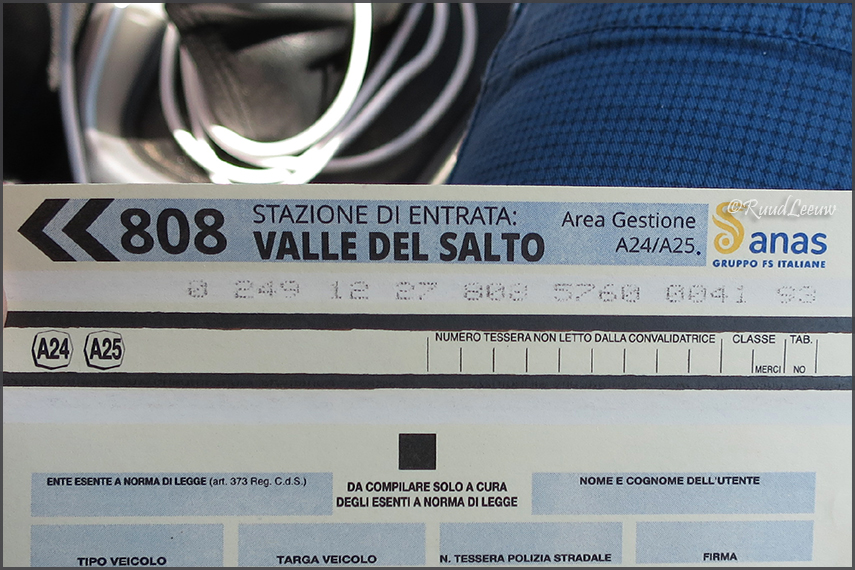 @RuudLeeuw
808
STAZIONE DI ENTRATA:
VALLE DEL SALTO
Area Gestione
A24/A25.
Sanas
GRUPPO FS ITALIANE
0 249 12 27 808 5760 0041 93
A24 A25
NUMERO TESSERA NON LETTO DALLA CONVALIDATRICE
CLASSE
TAB.
MERCI
NO
ENTE ESENTE A NORMA DI LEGGE (art. 373 Reg. C.d.S.)
DA COMPILARE SOLO A CURA
DEGLI ESENTI A NORMA DI LEGGE
NOME E COGNOME DELL'UTENTE
TIPO VEICOLO
TARGA VEICOLO
N. TESSERA POLIZIA STRADALE
FIRMA